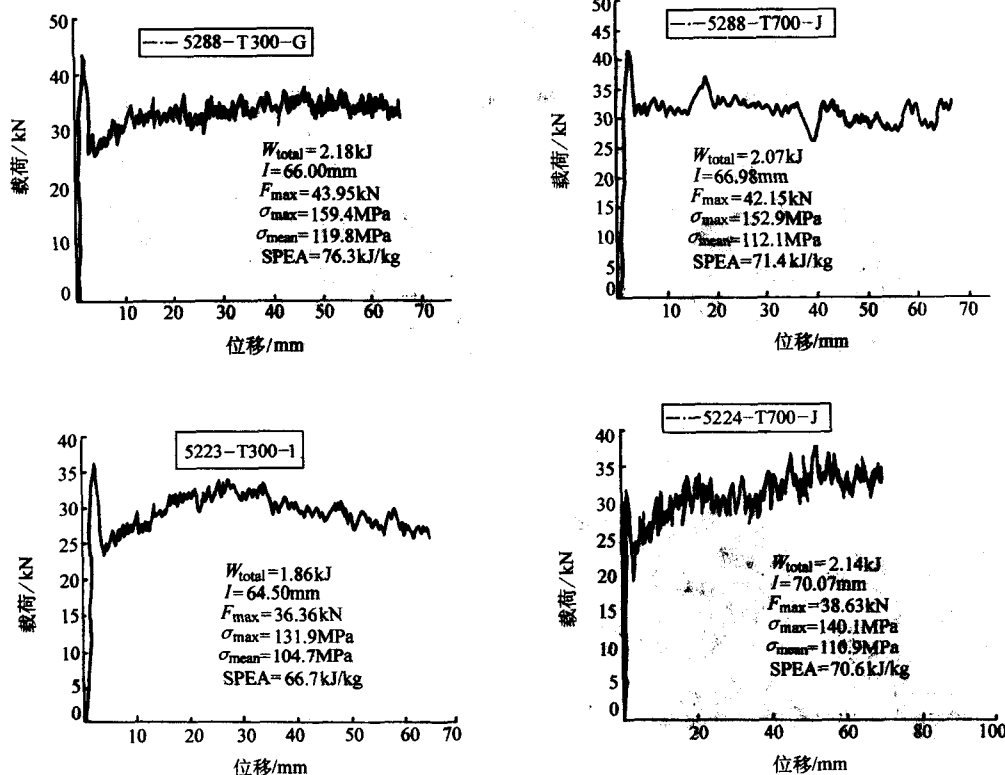 5288-T300-G
50
40
30
20
10
0
载荷/kN
W_total=2.18kJ
I=66.00mm
F_max=43.95kN
σ_max=159.4MPa
σ_mean=119.8MPa
SPEA=76.3kJ/kg
10 20 30 40 50 60 70
位移/mm
5288-T700-J
50
45
40
35
30
25
20
15
10
5
0
载荷/kN
W_total=2.07kJ
I=66.98mm
F_max=42.15kN
σ_max=152.9MPa
σ_mean=112.1MPa
SPEA=71.4kJ/kg
10 20 30 40 50 60 70
位移/mm
5223-T300-1
40
35
30
25
20
15
10
5
0
载荷/kN
W_total=1.86kJ
I=64.50mm
F_max=36.36kN
σ_max=131.9MPa
σ_mean=104.7MPa
SPEA=66.7kJ/kg
10 20 30 40 50 60 70
位移/mm
5224-T700-J
40
35
30
25
20
15
10
5
0
载荷/kN
W_total=2.14kJ
I=70.07mm
F_max=38.63kN
σ_max=140.1MPa
σ_mean=110.9MPa
SPEA=70.6kJ/kg
0 20 40 60 80 100
位移/mm